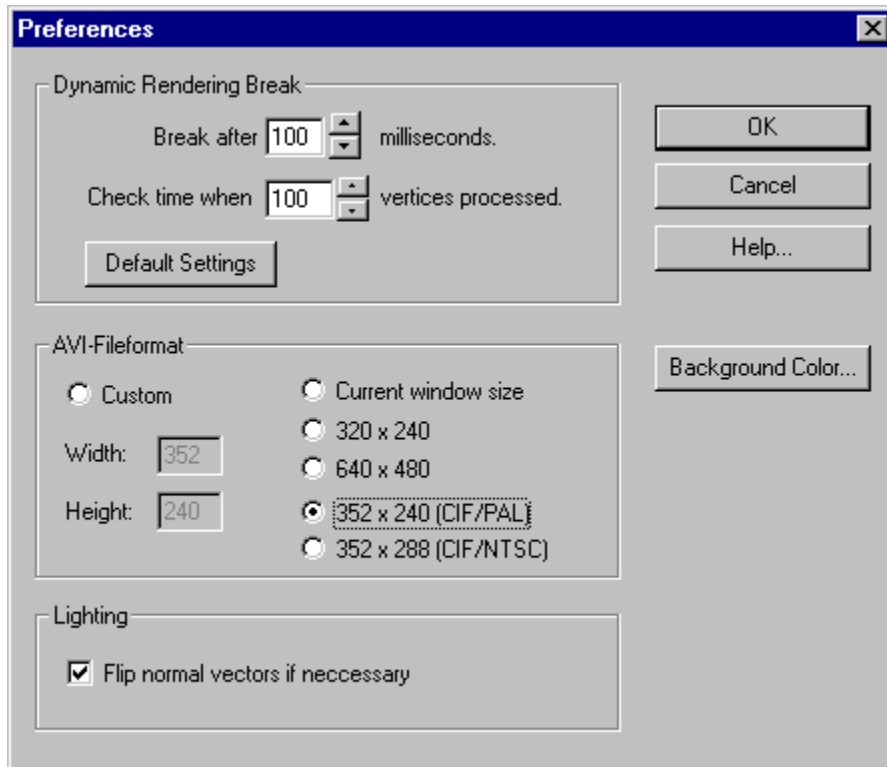 Preferences
Dynamic Rendering Break
Break after 100 milliseconds.
Check time when 100 vertices processed.
Default Settings
OK
Cancel
Help...
Background Color...
AVI-Fileformat
Custom
Width: 352
Height: 240
Current window size
320 x 240
640 x 480
352 x 240 (CIF/PAL)
352 x 288 (CIF/NTSC)
Lighting
Flip normal vectors if neccessary